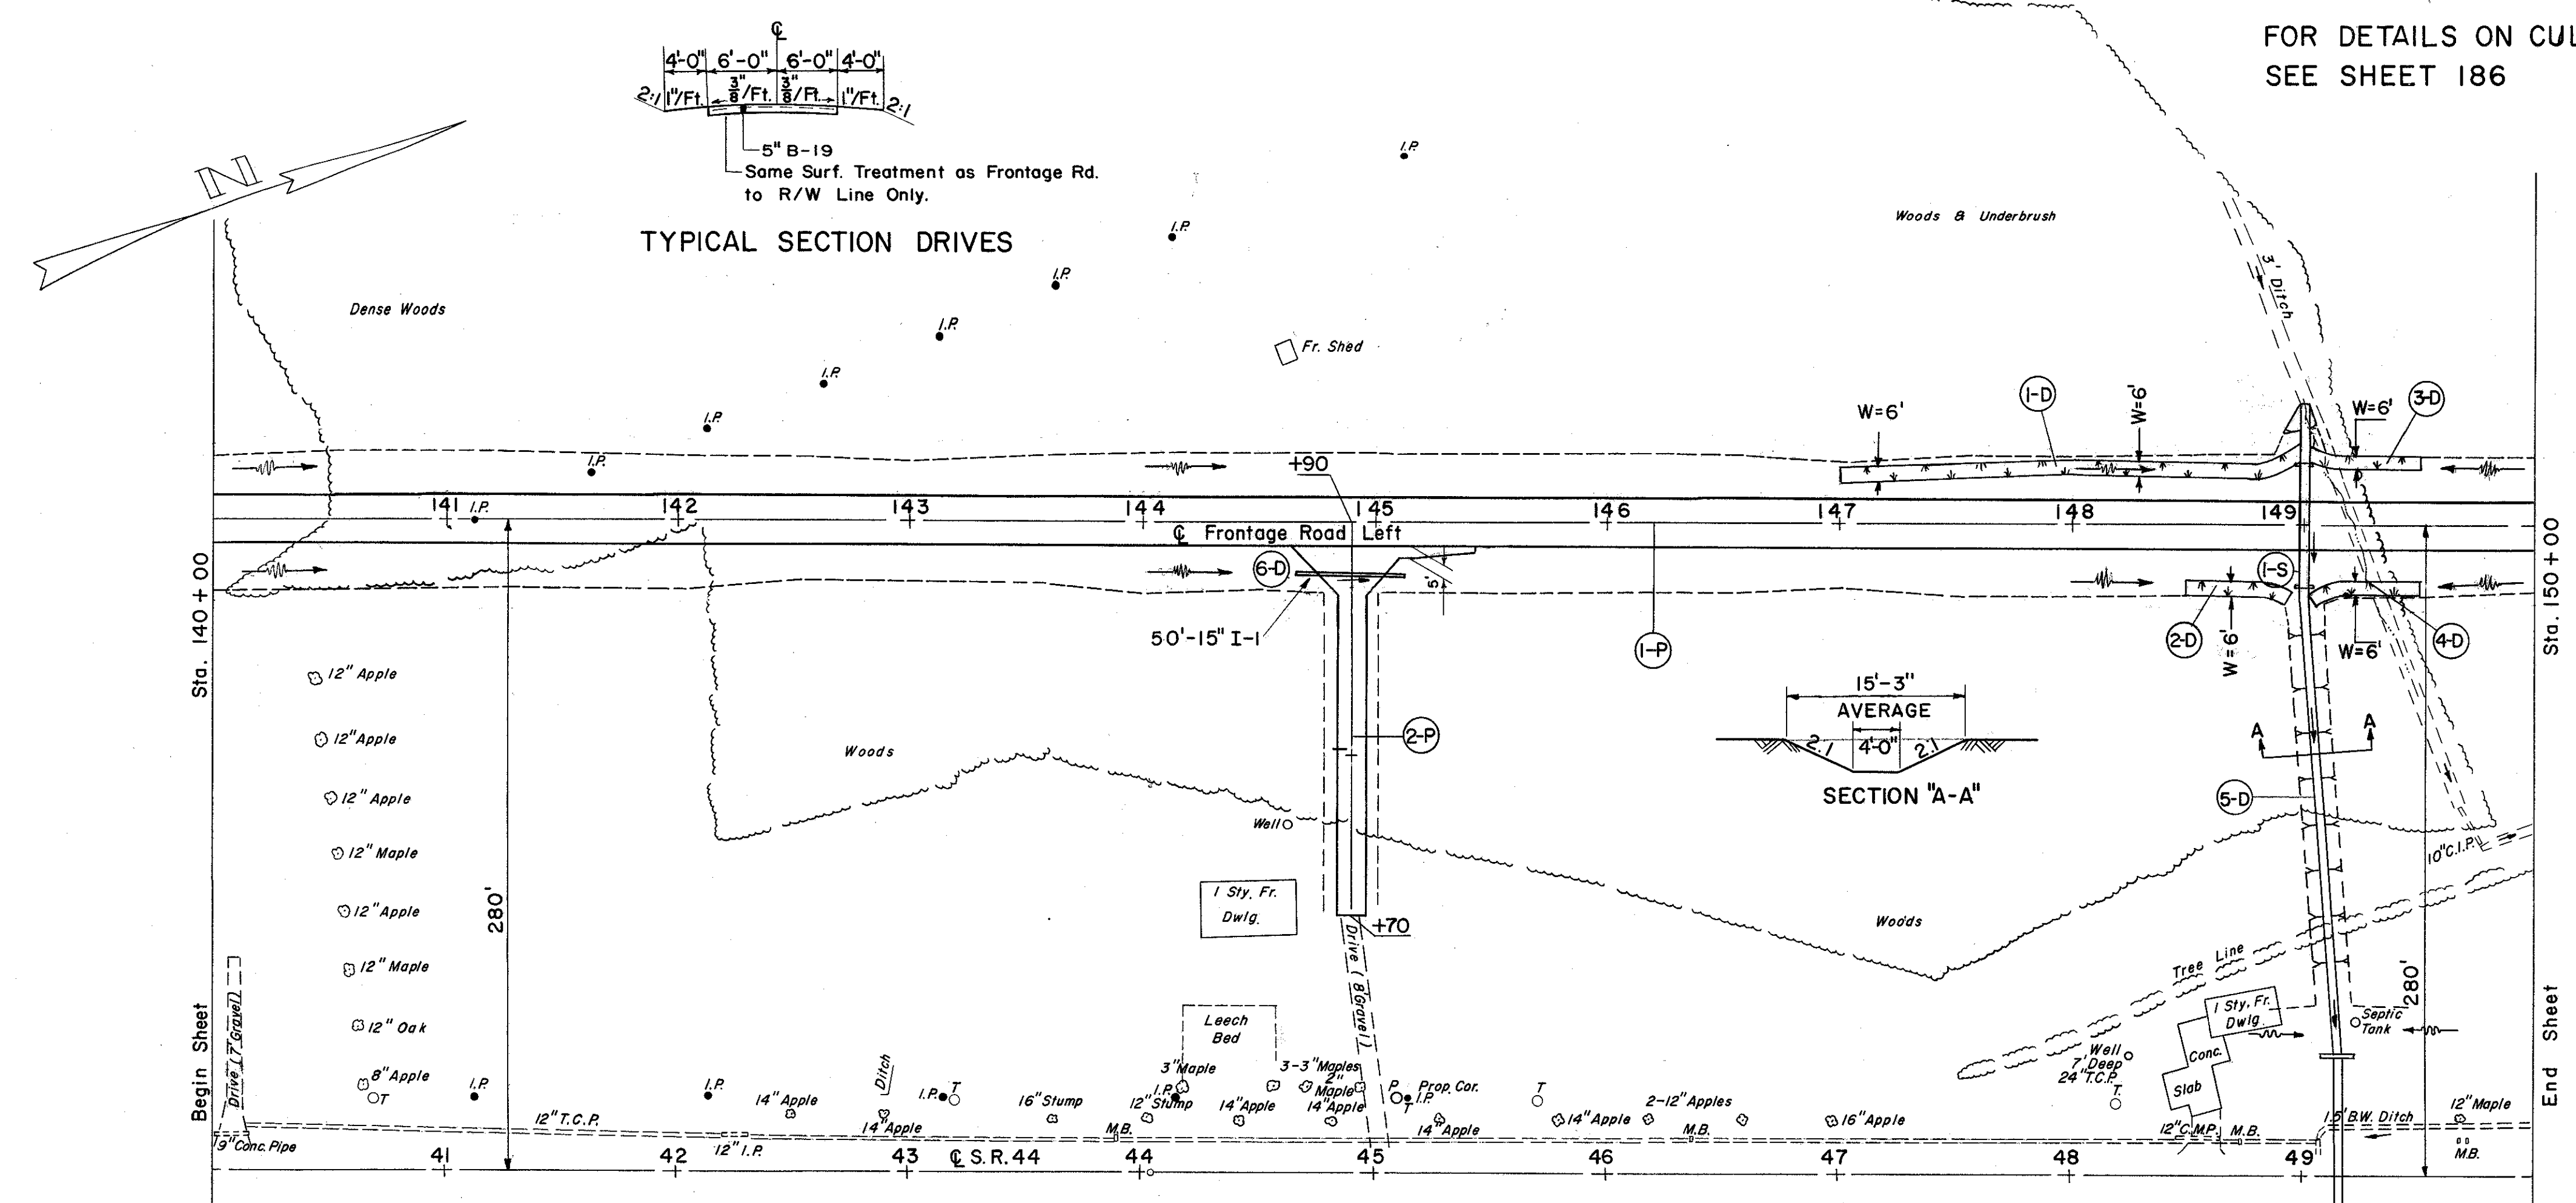 FOR DETAILS ON CUL
SEE SHEET 186
℄
4'-0" 6'-0" 6'-0" 4'-0"
2:1 1"/Ft. 3/8"/Ft. 3/8"/Ft. 1"/Ft. 2:1
5" B-19
Same Surf. Treatment as Frontage Rd.
to R/W Line Only.
TYPICAL SECTION DRIVES
N
I.P.
I.P.
I.P.
I.P.
I.P.
I.P.
I.P.
I.P.
Woods & Underbrush
Dense Woods
Fr. Shed
3' Ditch
W=6'
1-D
W=6'
W=6'
3-D
+90
141 142 143 144 145 146 147 148 149
℄ Frontage Road Left
Sta. 140 + 00
Sta. 150 + 00
6-D
5'
50'-15" I-1
1-P
1-S
2-D
W=6'
W=6'
4-D
12" Apple
12" Apple
12" Apple
12" Maple
12" Apple
12" Maple
12" Oak
8" Apple
T
280'
Woods
2-P
Well
1 Sty. Fr.
Dwlg.
+70
Drive (8' Gravel)
15'-3"
AVERAGE
2:1 4'-0" 2:1
SECTION "A-A"
A A
5-D
10" C.I.P.
Woods
Tree Line
280'
1 Sty. Fr.
Dwlg.
Septic
Tank
Conc.
Slab
Well
7' Deep
24" T.C.P.
T.
Leech
Bed
Begin Sheet
End Sheet
Drive (7' Gravel)
I.P.
I.P.
14" Apple
Ditch
I.P.
T
14" Apple
16" Stump
3" Maple
I.P.
12" Stump
14" Apple
3-3" Maples
2"
Maple
14" Apple
P
Prop. Cor.
I.P.
T
14" Apple
T
14" Apple
2-12" Apples
16" Apple
M.B.
M.B.
12" C.M.P.
M.B.
1.5' B.W. Ditch
12" Maple
M.B.
12" T.C.P.
12" I.P.
9" Conc. Pipe
41 42 43 ℄ S.R. 44 44 45 46 47 48 49